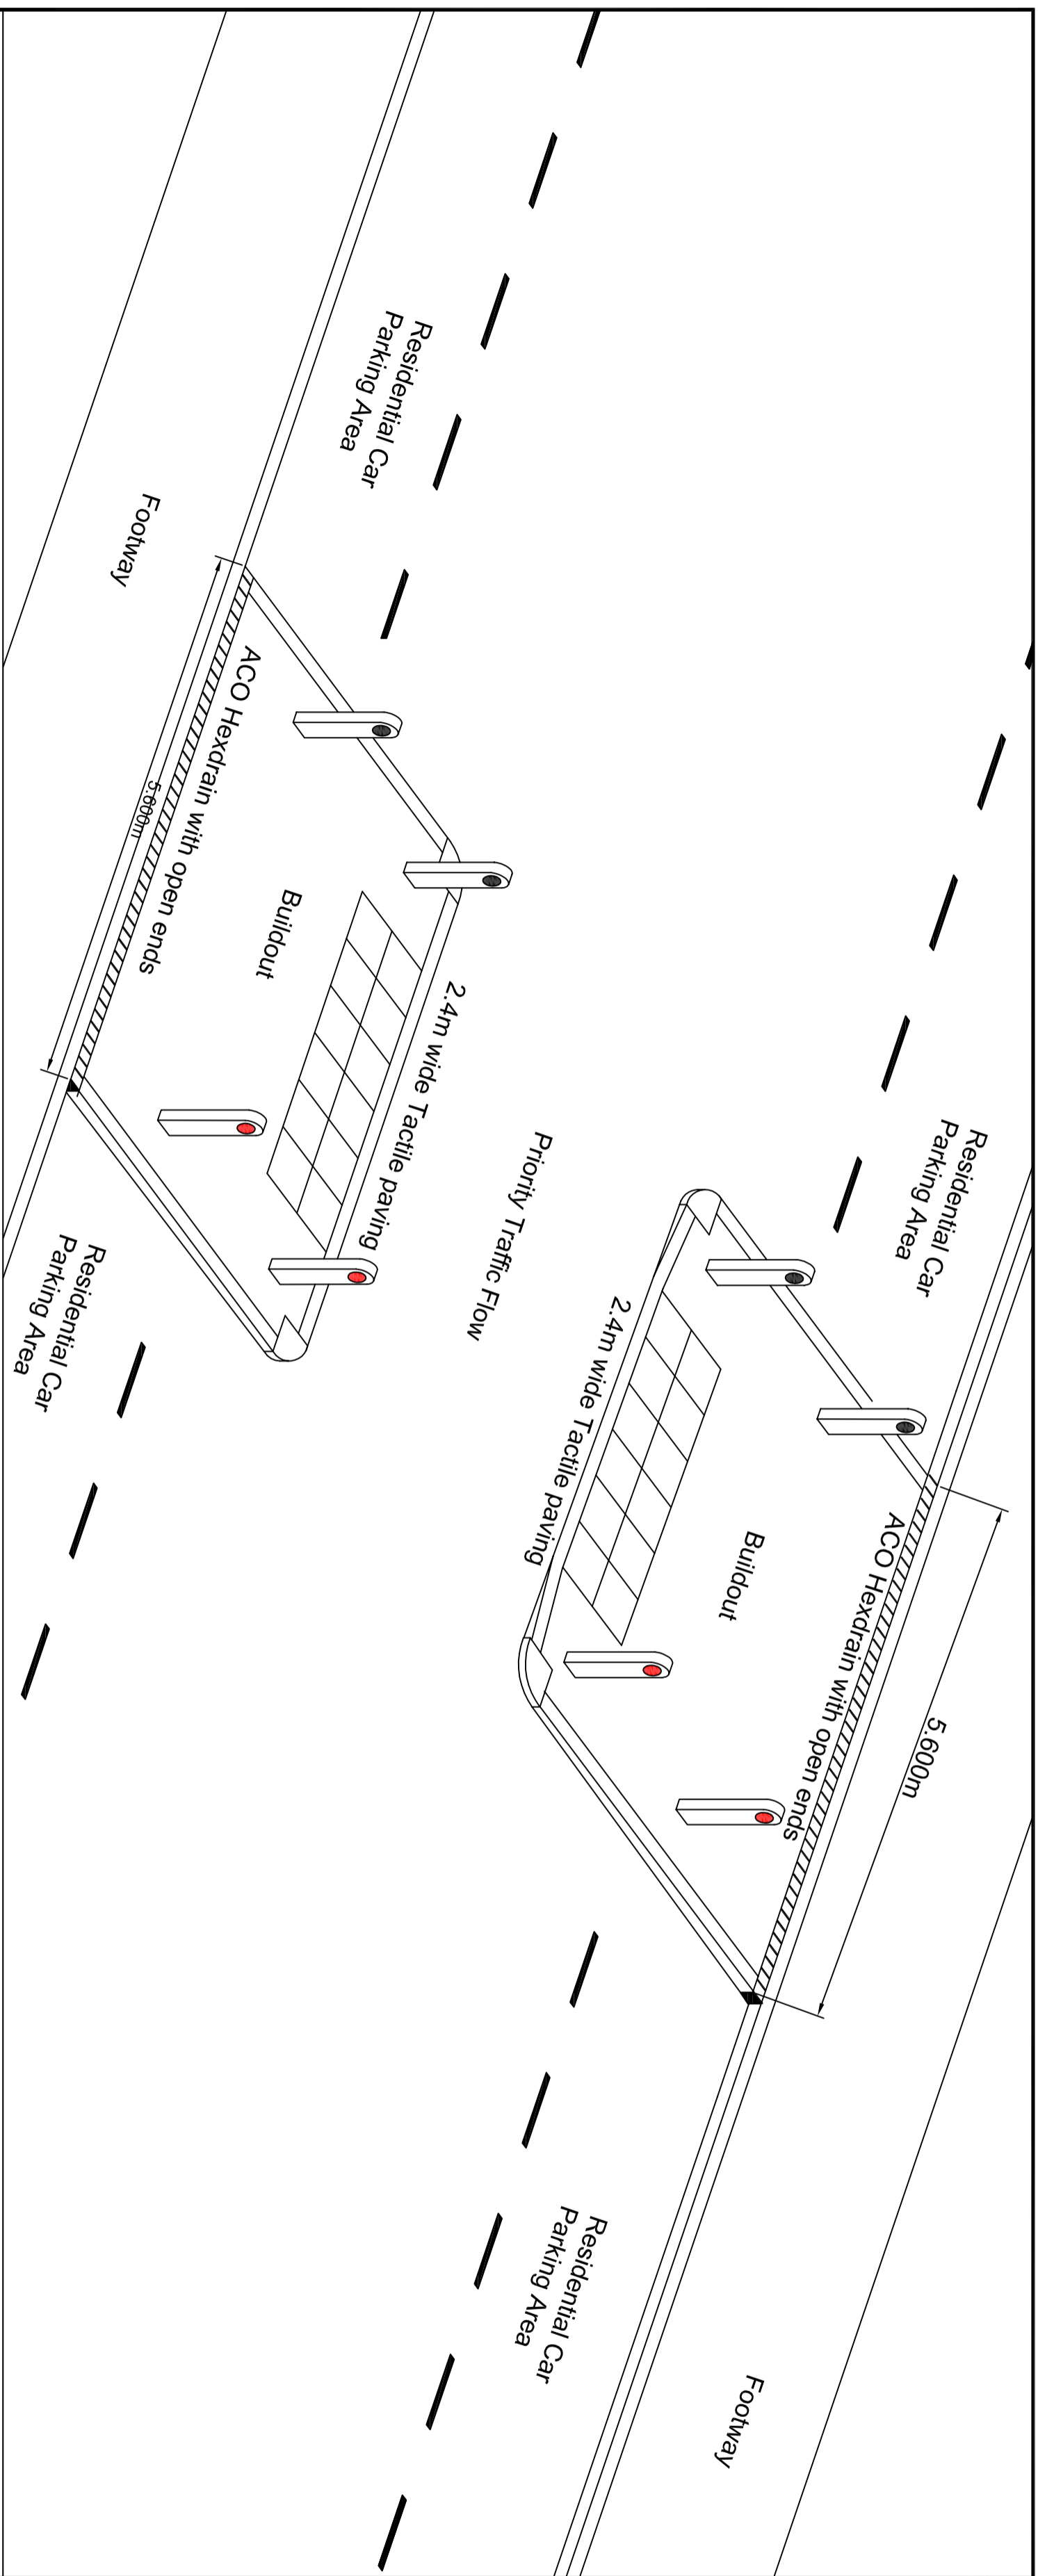 Residential Car
Parking Area
Footway
ACO Hexdrain with open ends
5.600m
Buildout
2.4m wide Tactile paving
Priority Traffic Flow
Residential Car
Parking Area
Residential Car
Parking Area
2.4m wide Tactile paving
Buildout
ACO Hexdrain with open ends
5.600m
Residential Car
Parking Area
Footway